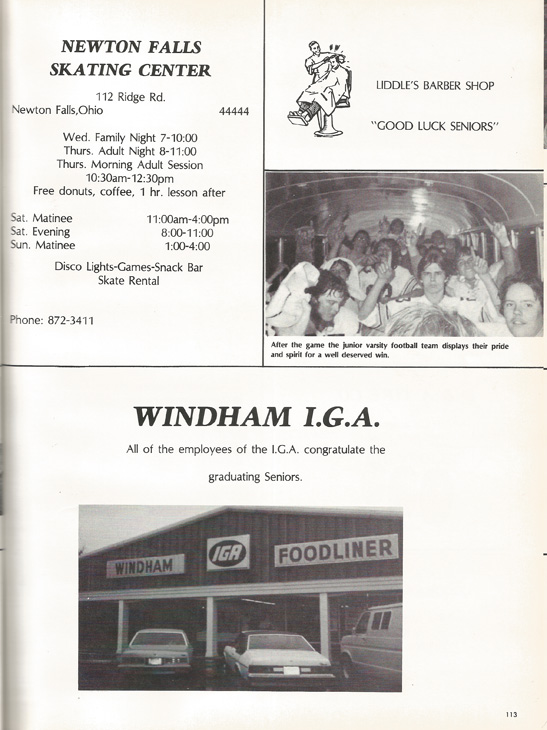 NEWTON FALLS
SKATING CENTER
112 Ridge Rd.
Newton Falls,Ohio 44444
Wed. Family Night 7-10:00
Thurs. Adult Night 8-11:00
Thurs. Morning Adult Session
10:30am-12:30pm
Free donuts, coffee, 1 hr. lesson after
Sat. Matinee 11:00am-4:00pm
Sat. Evening 8:00-11:00
Sun. Matinee 1:00-4:00
Disco Lights-Games-Snack Bar
Skate Rental
Phone: 872-3411
LIDDLE'S BARBER SHOP
"GOOD LUCK SENIORS"
After the game the junior varsity football team displays their pride
and spirit for a well deserved win.
WINDHAM I.G.A.
All of the employees of the I.G.A. congratulate the
graduating Seniors.
WINDHAM IGA FOODLINER
113